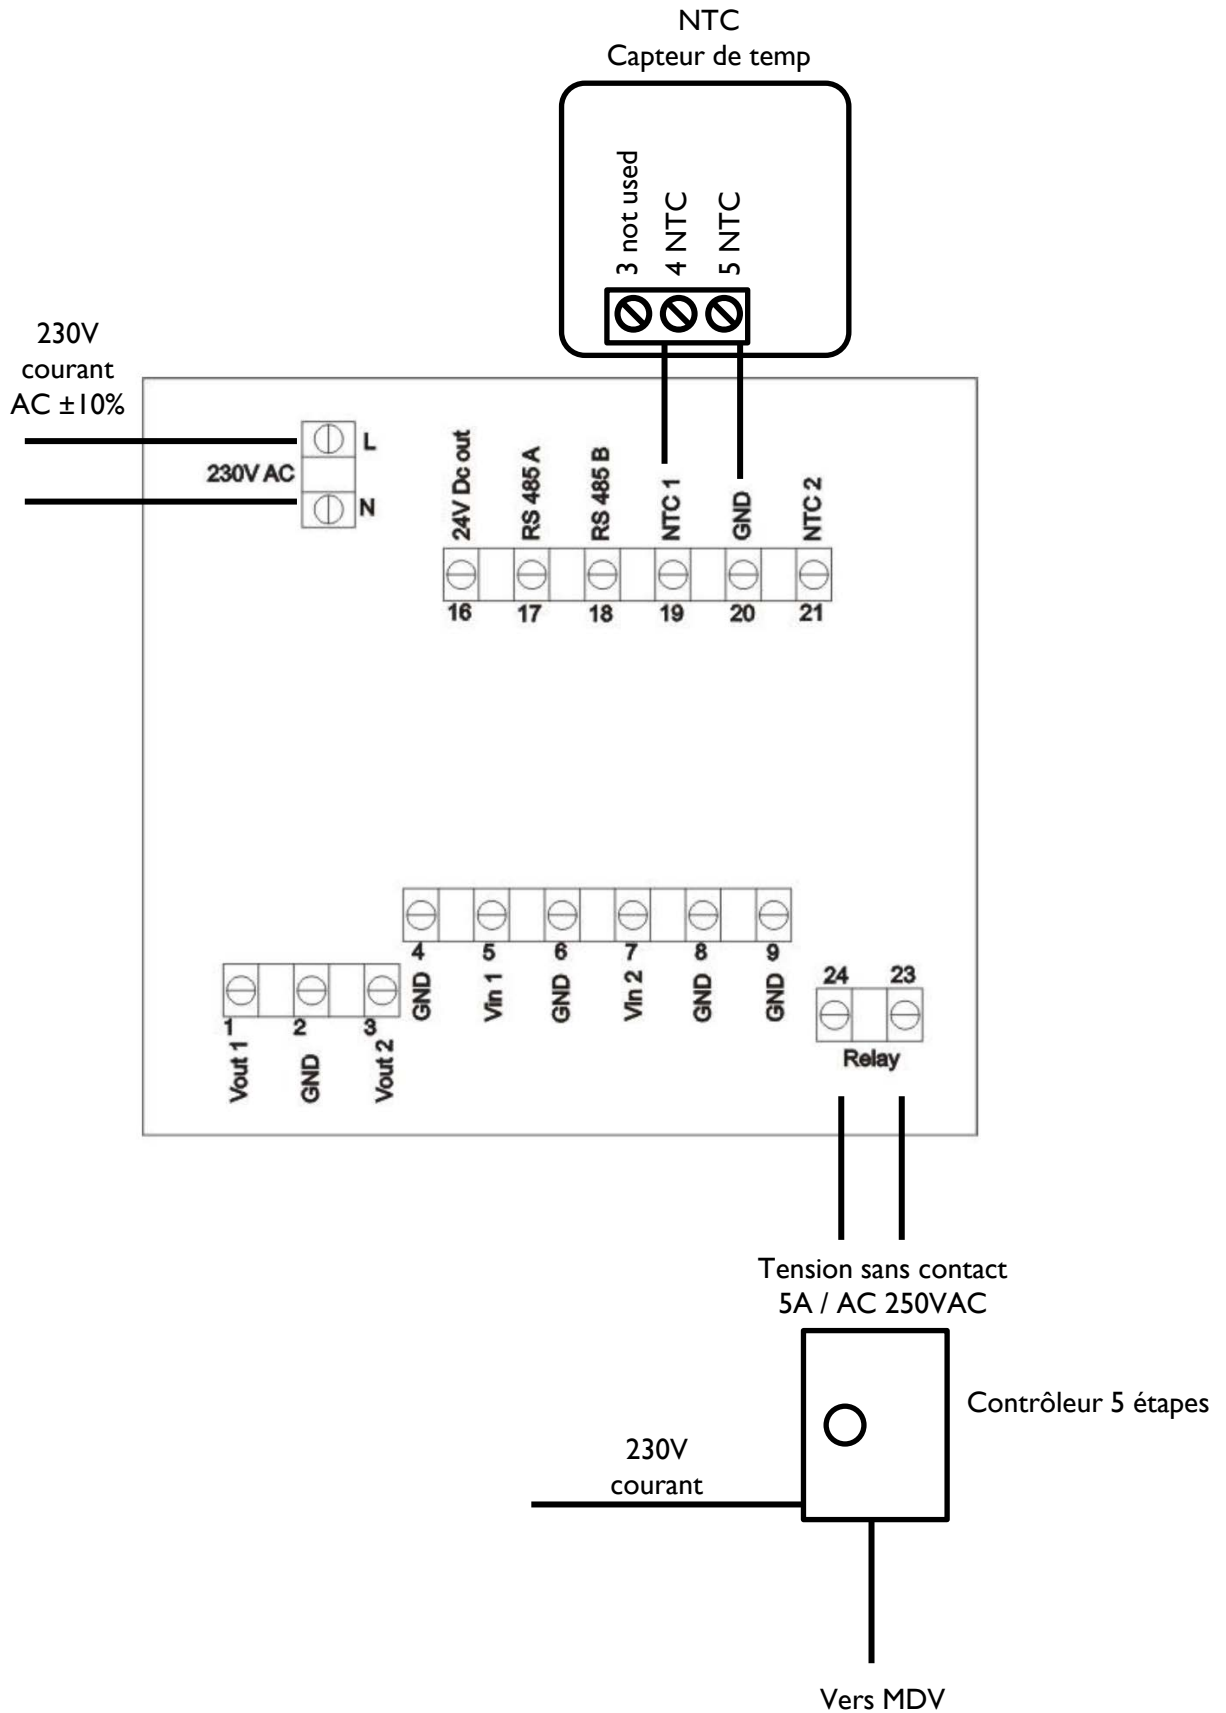 NTC
Capteur de temp
3 not used
4 NTC
5 NTC
230V
courant
AC ±10%
L
230V AC
N
24V Dc out
RS 485 A
RS 485 B
NTC 1
GND
NTC 2
16 17 18 19 20 21
4 5 6 7 8 9
GND
Vin 1
GND
Vin 2
GND
GND
1 2 3
Vout 1
GND
Vout 2
24 23
Relay
Tension sans contact
5A / AC 250VAC
Contrôleur 5 étapes
230V
courant
Vers MDV